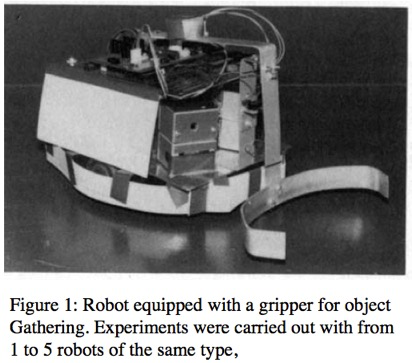 Figure 1: Robot equipped with a gripper for object
Gathering. Experiments were carried out with from
1 to 5 robots of the same type,